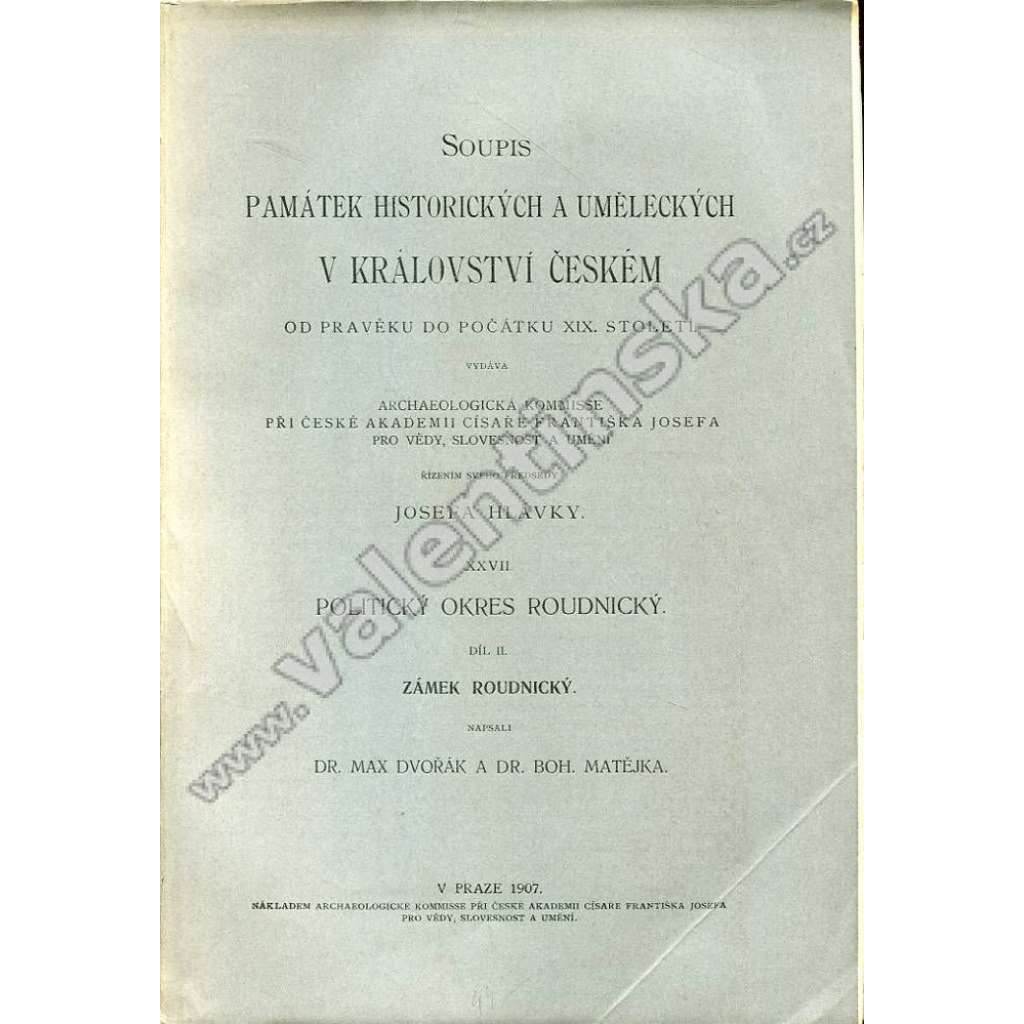 SOUPIS
PAMÁTEK HISTORICKÝCH A UMĚLECKÝCH
V KRÁLOVSTVÍ ČESKÉM
OD PRAVĚKU DO POČÁTKU XIX. STOLETÍ.
VYDÁVÁ
ARCHAEOLOGICKÁ KOMMISSE
PŘI ČESKÉ AKADEMII CÍSAŘE FRANTIŠKA JOSEFA
PRO VĚDY, SLOVESNOST A UMĚNÍ
ŘÍZENÍM SVÉHO PŘEDSEDY
JOSEFA HLÁVKY.
XXVII
POLITICKÝ OKRES ROUDNICKÝ.
DÍL II.
ZÁMEK ROUDNICKÝ.
NAPSALI
DR. MAX DVOŘÁK A DR. BOH. MATĚJKA.
V PRAZE 1907.
NÁKLADEM ARCHAEOLOGICKÉ KOMMISSE PŘI ČESKÉ AKADEMII CÍSAŘE FRANTIŠKA JOSEFA
PRO VĚDY, SLOVESNOST A UMĚNÍ.
www.valentinska.cz